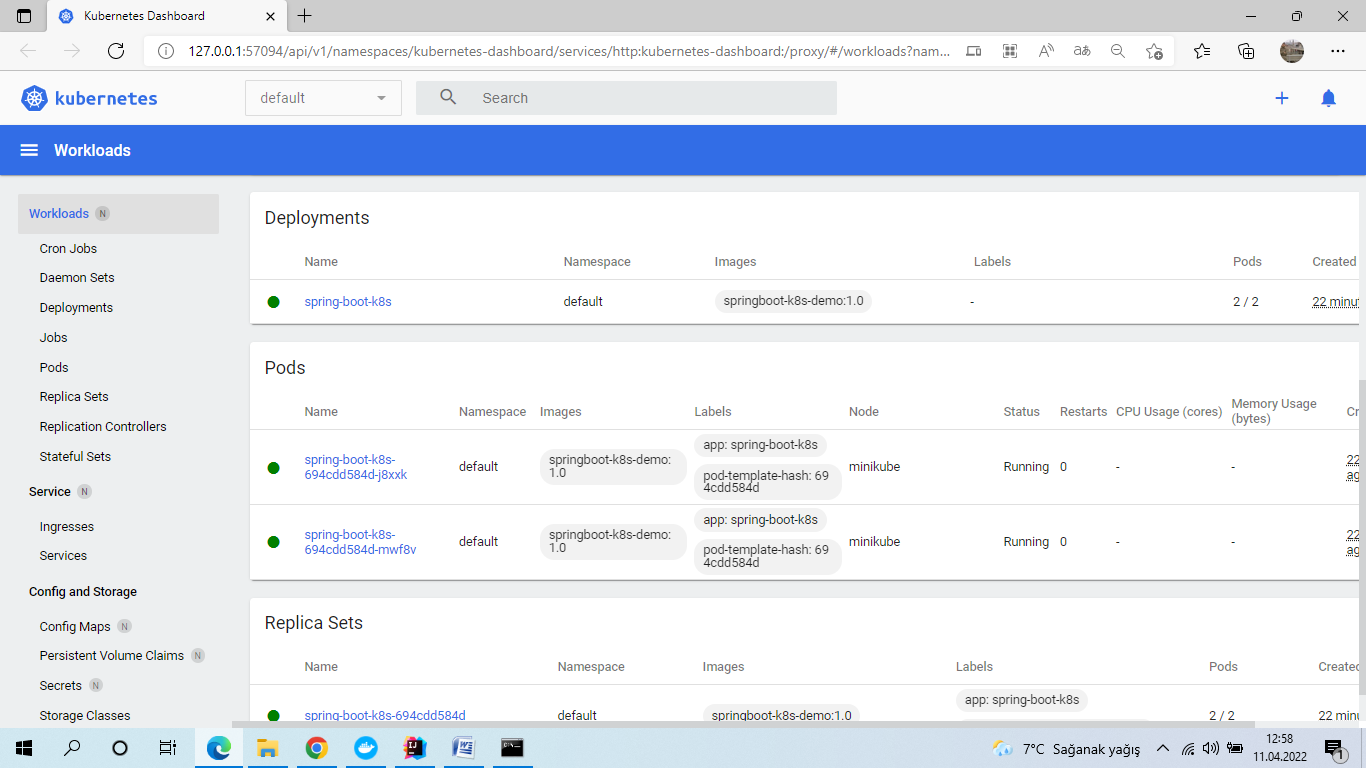 Kubernetes Dashboard
127.0.0.1:57094/api/v1/namespaces/kubernetes-dashboard/services/http:kubernetes-dashboard:/proxy/#/workloads?nam...
kubernetes
default
Search
Workloads
Workloads N
Cron Jobs
Daemon Sets
Deployments
Jobs
Pods
Replica Sets
Replication Controllers
Stateful Sets
Service N
Ingresses
Services
Config and Storage
Config Maps N
Persistent Volume Claims N
Secrets N
Storage Classes
Deployments
Name Namespace Images Labels Pods Created
spring-boot-k8s default springboot-k8s-demo:1.0 - 2 / 2 22 minut
Pods
Name Namespace Images Labels Node Status Restarts CPU Usage (cores) Memory Usage (bytes) Cr
spring-boot-k8s-694cdd584d-j8xxk default springboot-k8s-demo:1.0 app: spring-boot-k8s pod-template-hash: 694cdd584d minikube Running 0 - - 22 ag
spring-boot-k8s-694cdd584d-mwf8v default springboot-k8s-demo:1.0 app: spring-boot-k8s pod-template-hash: 694cdd584d minikube Running 0 - - 22 ag
Replica Sets
Name Namespace Images Labels Pods Created
app: spring-boot-k8s
spring-boot-k8s-694cdd584d default springboot-k8s-demo:1.0 2 / 2 22 minu
7°C Sağanak yağış
12:58
11.04.2022
1